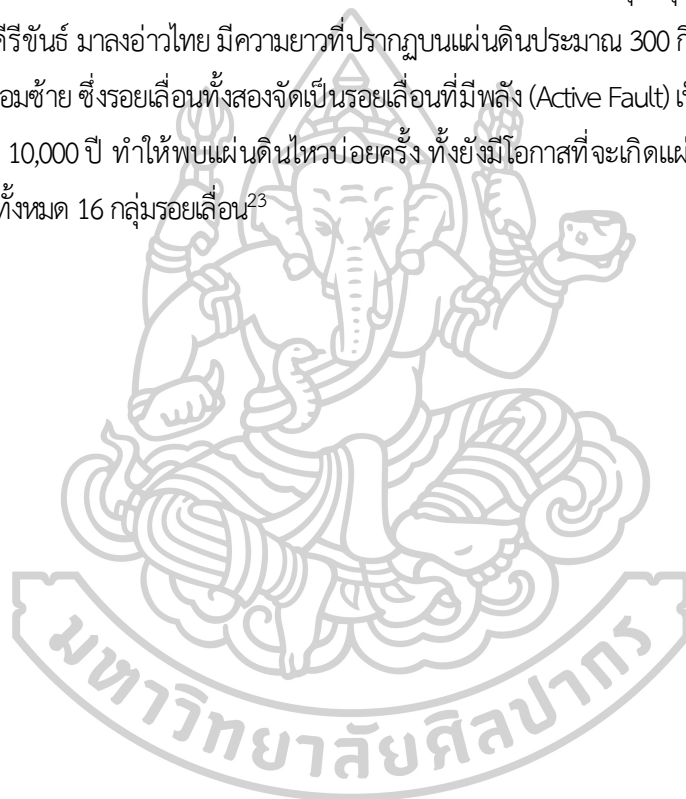 คีรีขันธ์ มาลงอ่าวไทย มีความยาวที่ปรากฏบนแผ่นดินประมาณ 300 กิ
อมซ้าย ซึ่งรอยเลื่อนทั้งสองจัดเป็นรอยเลื่อนที่มีพลัง (Active Fault)
10,000 ปี ทำให้พบแผ่นดินไหวบ่อยครั้ง ทั้งยังมีโอกาสที่จะเกิดแผ่
ทั้งหมด 16 กลุ่มรอยเลื่อน23
มหาวิทยาลัยศิลปากร